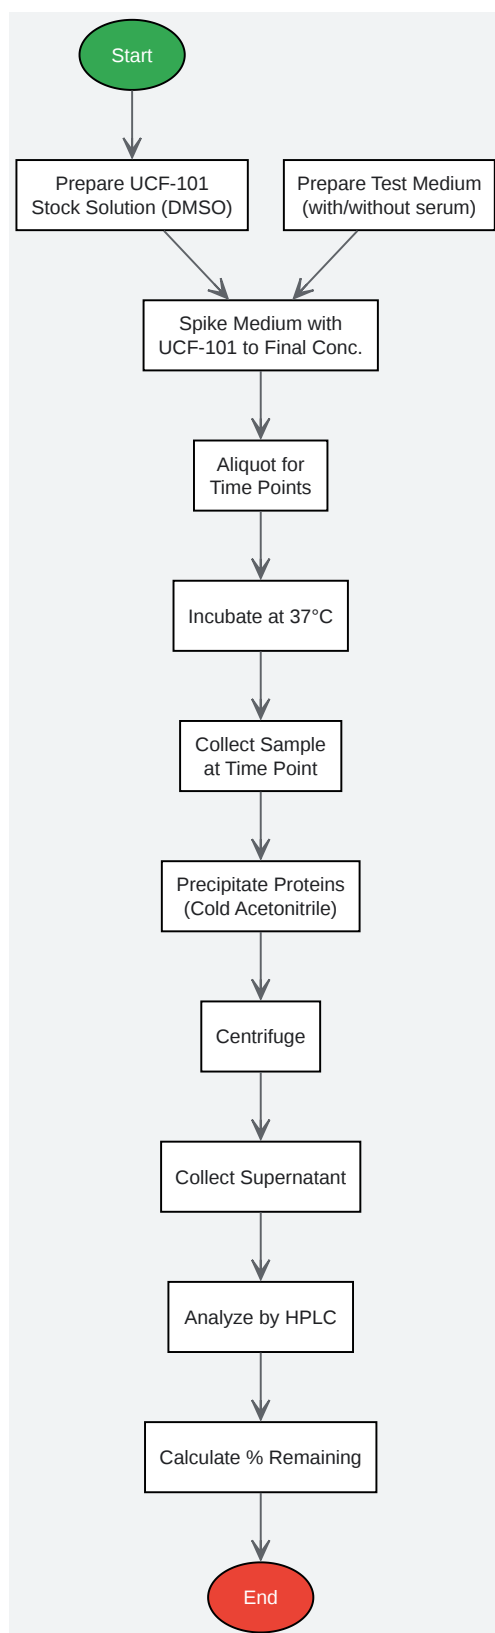 Start
Prepare UCF-101
Stock Solution (DMSO)
Prepare Test Medium
(with/without serum)
Spike Medium with
UCF-101 to Final Conc.
Aliquot for
Time Points
Incubate at 37°C
Collect Sample
at Time Point
Precipitate Proteins
(Cold Acetonitrile)
Centrifuge
Collect Supernatant
Analyze by HPLC
Calculate % Remaining
End